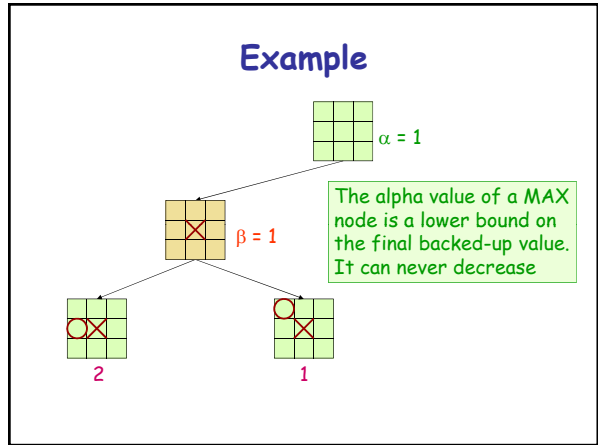 Example
α = 1
The alpha value of a MAX
node is a lower bound on
the final backed-up value.
It can never decrease
β = 1
2
1